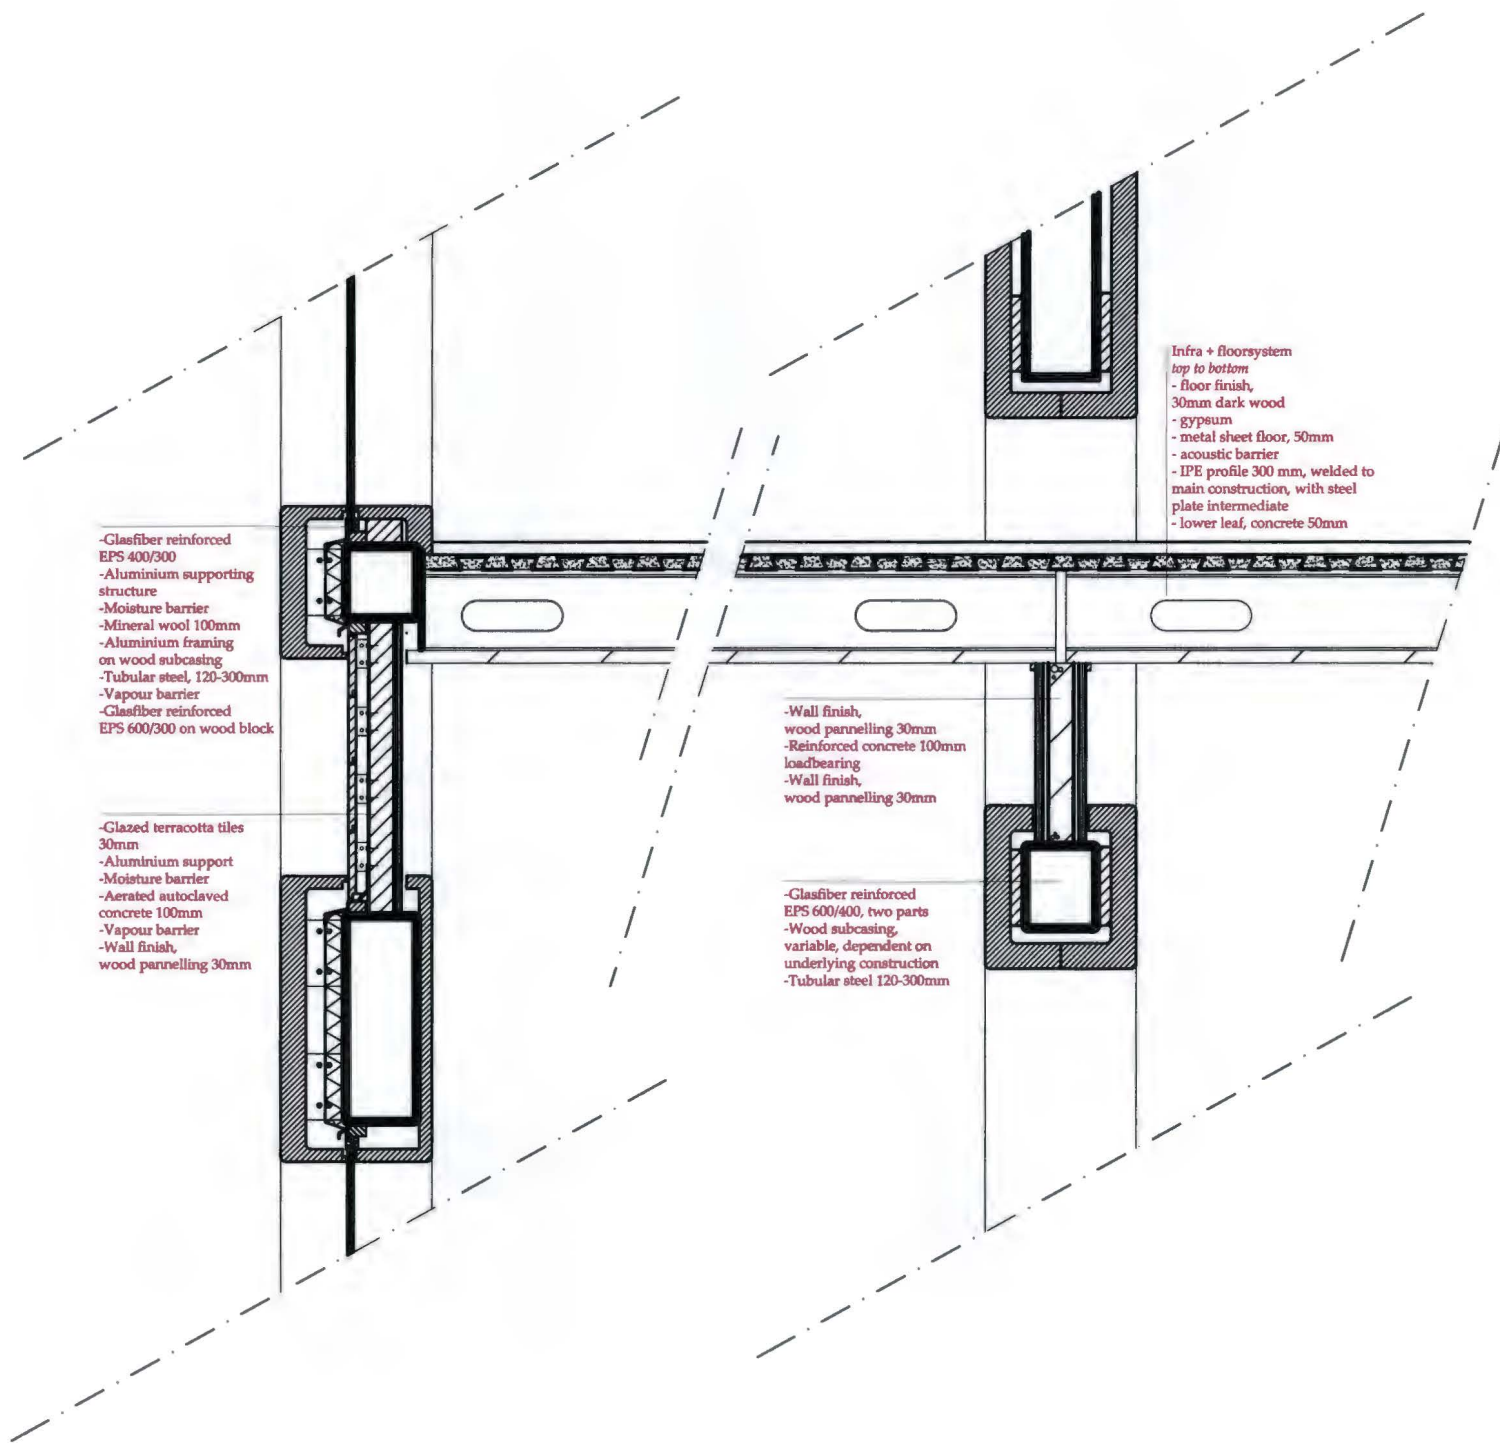 Infra + floorsystem
top to bottom
- floor finish,
30mm dark wood
- gypsum
- metal sheet floor, 50mm
- acoustic barrier
- IPE profile 300 mm, welded to
main construction, with steel
plate intermediate
- lower leaf, concrete 50mm
-Glasfiber reinforced
EPS 400/300
-Aluminium supporting
structure
-Moisture barrier
-Mineral wool 100mm
-Aluminium framing
on wood subcasing
-Tubular steel, 120-300mm
-Vapour barrier
-Glasfiber reinforced
EPS 600/300 on wood block
-Wall finish,
wood pannelling 30mm
-Reinforced concrete 100mm
loadbearing
-Wall finish,
wood pannelling 30mm
-Glazed terracotta tiles
30mm
-Aluminium support
-Moisture barrier
-Aerated autoclaved
concrete 100mm
-Vapour barrier
-Wall finish,
wood pannelling 30mm
-Glasfiber reinforced
EPS 600/400, two parts
-Wood subcasing,
variable, dependent on
underlying construction
-Tubular steel 120-300mm